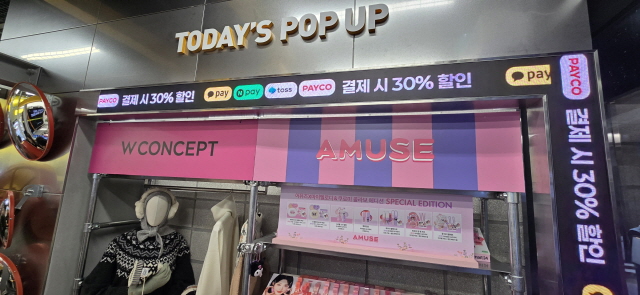 TODAY'S POP UP
PAYCO 결제 시 30% 할인 pay N pay toss PAYCO 결제 시 30% 할인 pay
PAYCO 결제 시 30% 할인
W CONCEPT
AMUSE
SPECIAL EDITION
AMUSE